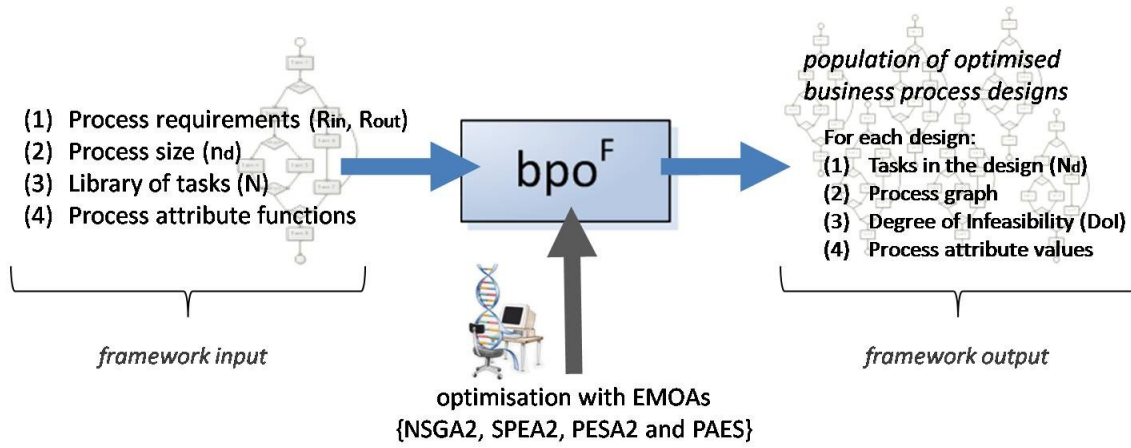 (1) Process requirements (Rin, Rout)
(2) Process size (nd)
(3) Library of tasks (N)
(4) Process attribute functions
framework input
bpoF
optimisation with EMOAs
{NSGA2, SPEA2, PESA2 and PAES}
population of optimised
business process designs
For each design:
(1) Tasks in the design (Nd)
(2) Process graph
(3) Degree of Infeasibility (DoI)
(4) Process attribute values
framework output